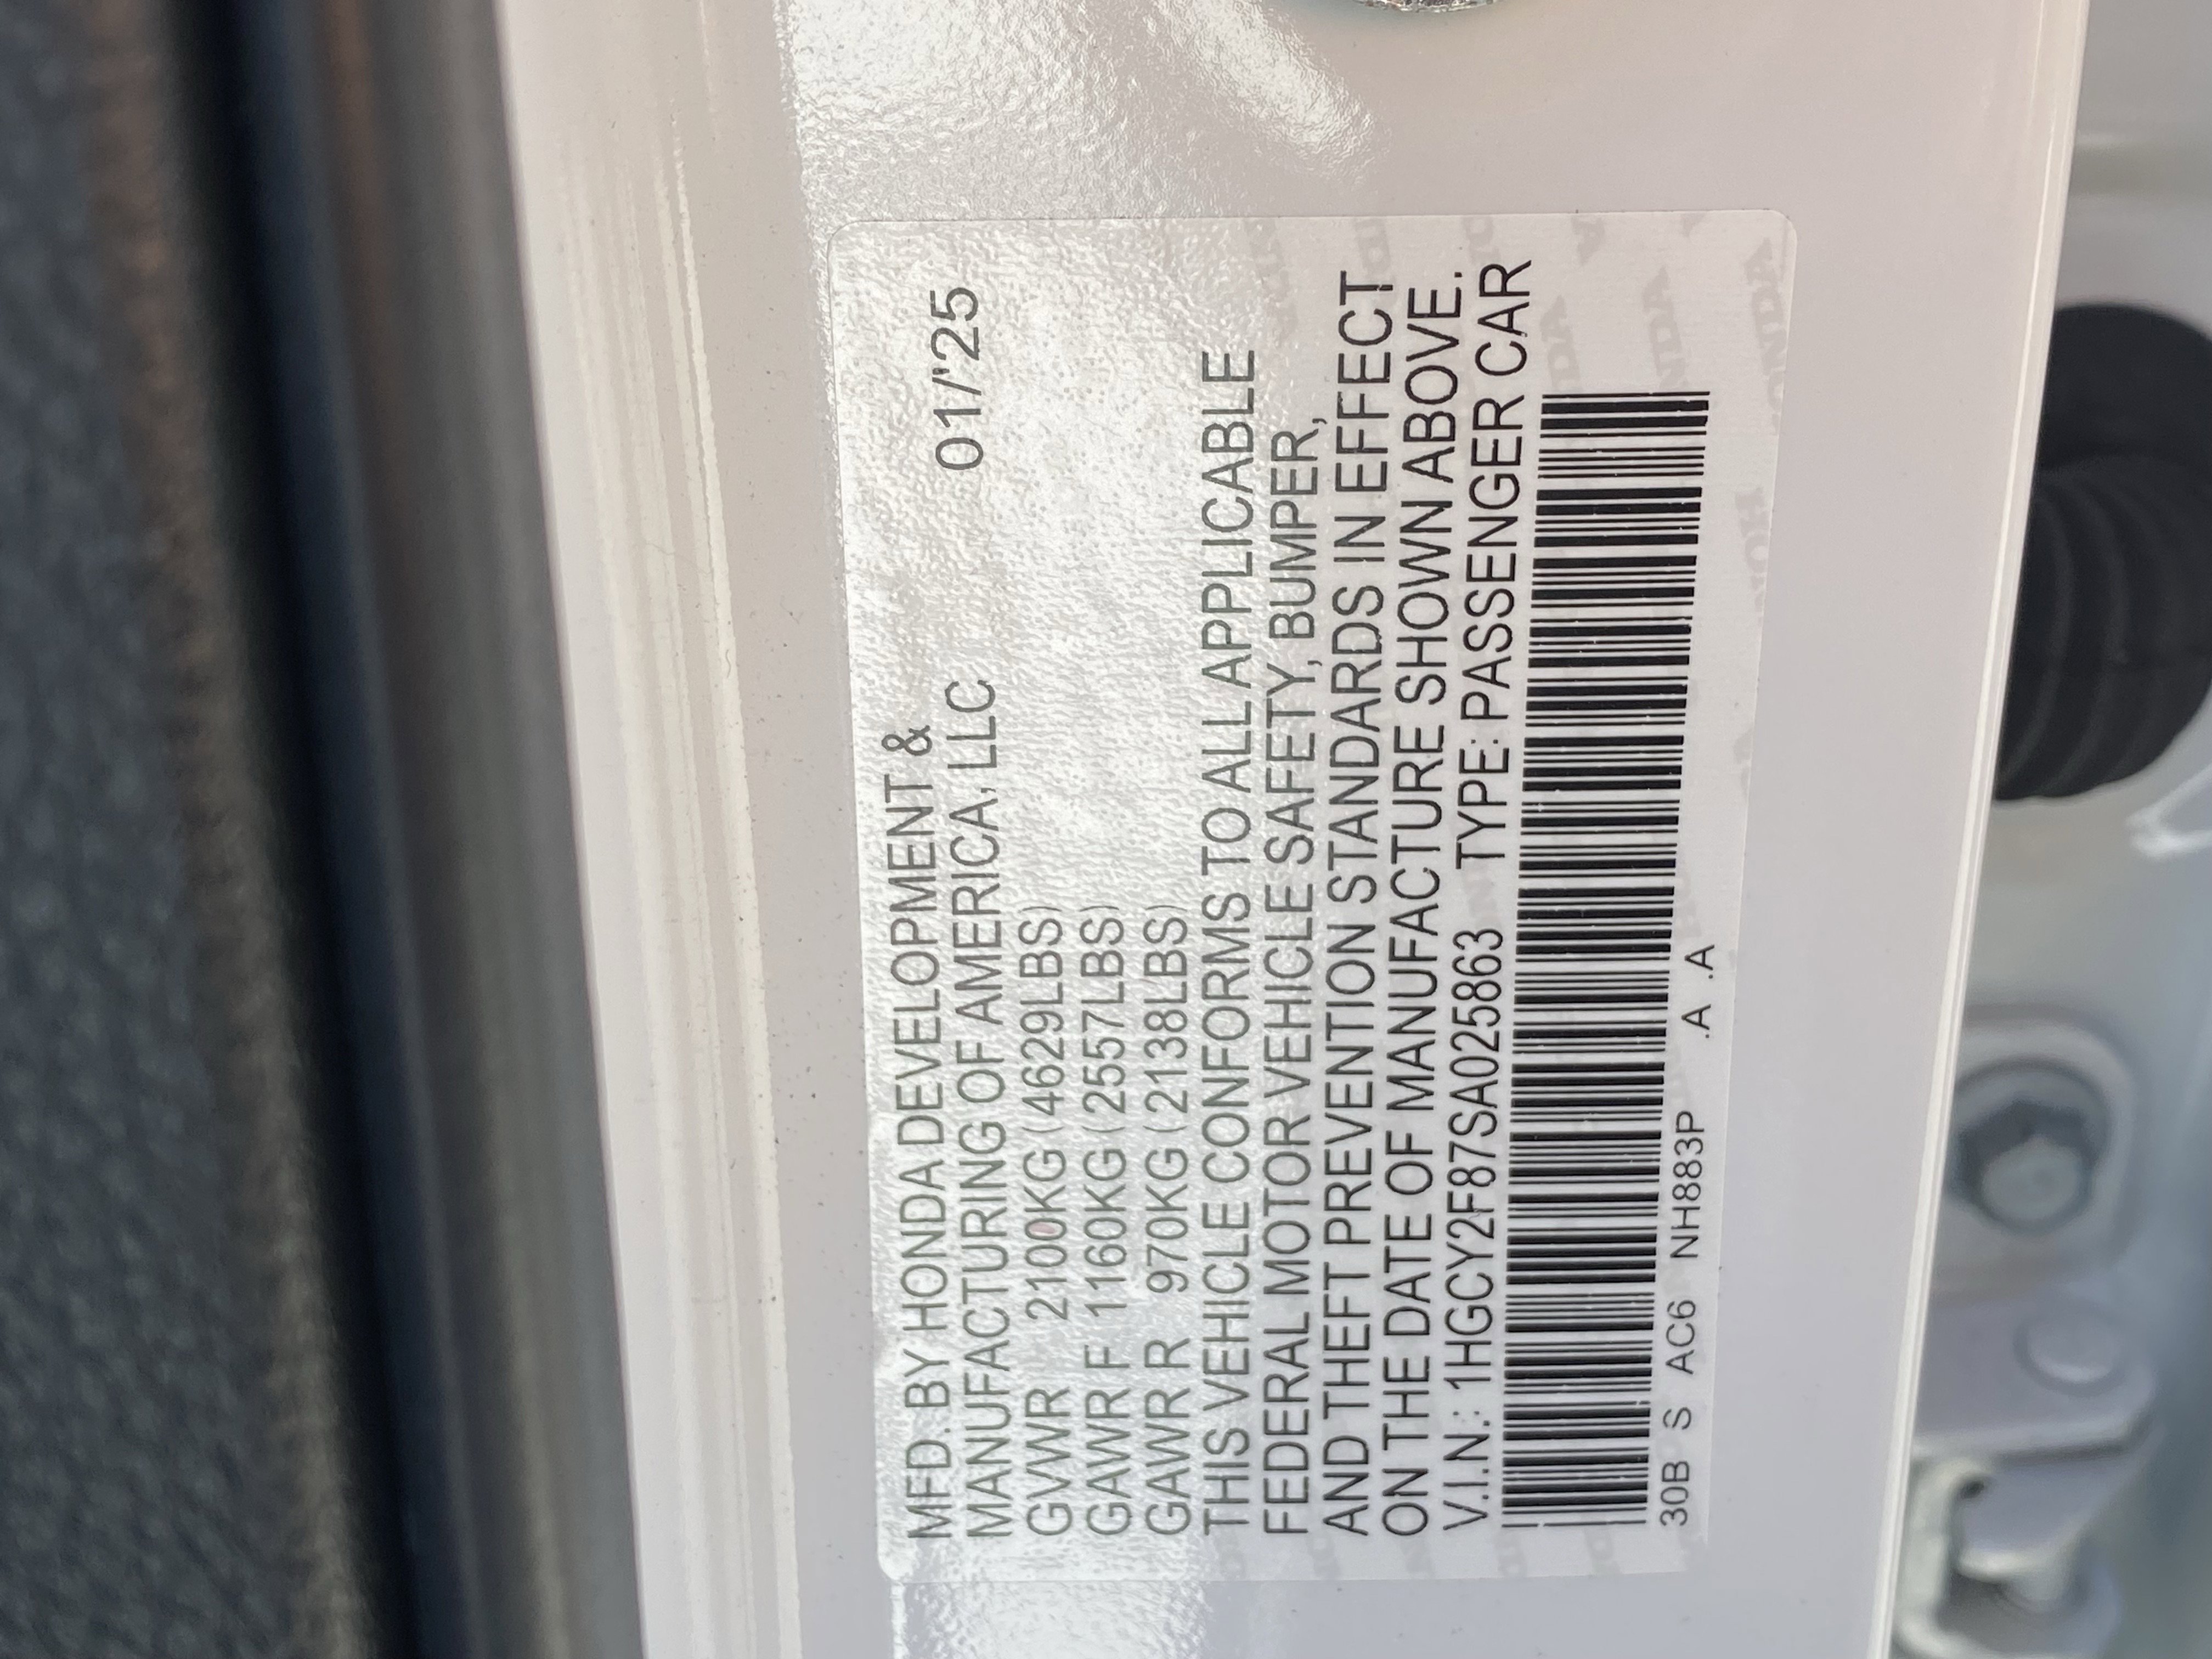 MFD. BY HONDA DEVELOPMENT &
MANUFACTURING OF AMERICA, LLC 01/'25
GVWR 2100KG (4629LBS)
GAWR F 1160KG (2557LBS)
GAWR R 970KG (2138LBS)
THIS VEHICLE CONFORMS TO ALL APPLICABLE
FEDERAL MOTOR VEHICLE SAFETY, BUMPER,
AND THEFT PREVENTION STANDARDS IN EFFECT
ON THE DATE OF MANUFACTURE SHOWN ABOVE.
V.I.N.: 1HGCY2F87SA025863 TYPE: PASSENGER CAR
30B S AC6 NH883P .A .A